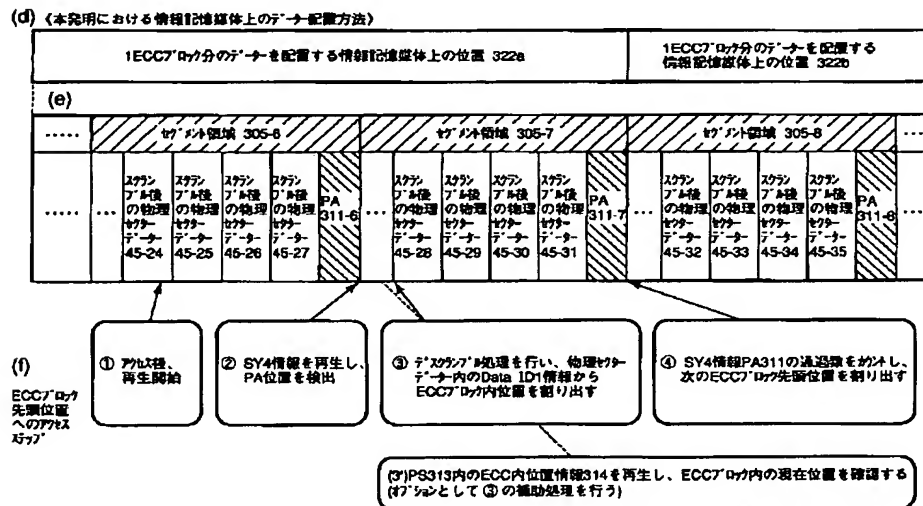 (d) 《本発明における情報記憶媒体上のデーター配置方法》
1ECCブロック分のデーターを配置する情報記憶媒体上の位置 322a
1ECCブロック分のデーターを配置する
情報記憶媒体上の位置 322b
(e)
‥‥‥
セグメント領域 305-6
セグメント領域 305-7
セグメント領域 305-8
‥‥
‥‥‥
‥‥
スクランブル後の物理セクターデーター 45-24
スクランブル後の物理セクターデーター 45-25
スクランブル後の物理セクターデーター 45-26
スクランブル後の物理セクターデーター 45-27
PA 311-6
‥‥
スクランブル後の物理セクターデーター 45-28
スクランブル後の物理セクターデーター 45-29
スクランブル後の物理セクターデーター 45-30
スクランブル後の物理セクターデーター 45-31
PA 311-7
‥‥
スクランブル後の物理セクターデーター 45-32
スクランブル後の物理セクターデーター 45-33
スクランブル後の物理セクターデーター 45-34
スクランブル後の物理セクターデーター 45-35
PA 311-8
‥‥
(f)
ECCブロック
先頭位置
へのアクセス
ステップ
① アクセス後、
再生開始
② SY4情報を再生し、
PA位置を検出
③ デスクランブル処理を行い、物理セクター
データー内のData ID1情報から
ECCブロック内位置を割り出す
④ SY4情報PA311の通過数をカウントし、
次のECCブロック先頭位置を割り出す
(3')PS313内のECC内位置情報314を再生し、ECCブロック内の現在位置を確認する
(オプションとして③の補助処理を行う)